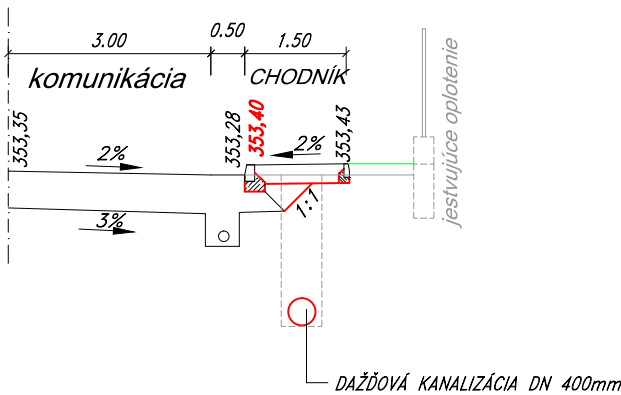 3.00
0.50
1.50
komunikácia
CHODNÍK
353,35
353,28
353,40
353,43
2%
2%
3%
1:1
jestvujúce oplotenie
DAŽĎOVÁ KANALIZÁCIA DN 400mm